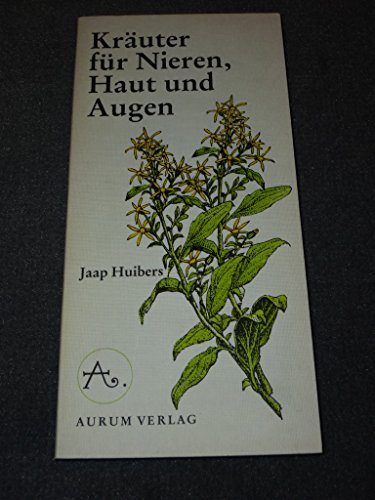 Kräuter
für Nieren,
Haut und
Augen
Jaap Huibers
A.
AURUM VERLAG